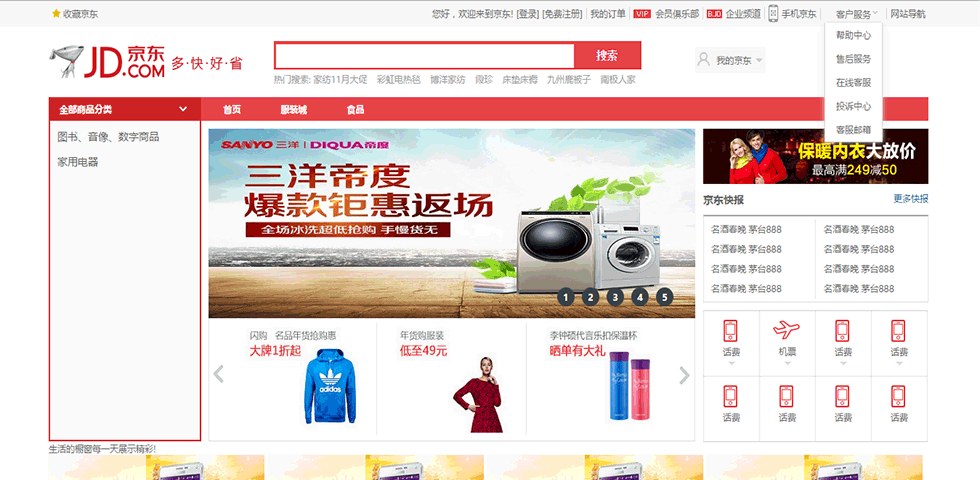 收藏京东
您好，欢迎来到京东! [登录] [免费注册] 我的订单 VIP 会员俱乐部 企业频道 手机京东 客户服务 网站导航
帮助中心
售后服务
在线客服
投诉中心
客服邮箱
JD.COM 京东
多·快·好·省
搜索
热门搜索: 家纺11月大促 彩虹电热毯 博洋家纺 霞珍 床垫床褥 九州鹿被子 南极人家
我的京东
全部商品分类 首页 服装城 食品
图书、音像、数字商品
家用电器
SANYO 三洋 | DIQUA 帝度
三洋帝度
爆款钜惠返场
全场冰洗超低抢购 手慢货无
1 2 3 4 5
保暖内衣大放价
最高满249减50
京东快报 更多快报
名酒春晚 茅台888 名酒春晚 茅台888
名酒春晚 茅台888 名酒春晚 茅台888
名酒春晚 茅台888 名酒春晚 茅台888
名酒春晚 茅台888 名酒春晚 茅台888
话费 机票 话费 话费
话费 话费 话费 话费
闪购 名品年货抢购惠
大牌1折起
adidas
年货购服装
低至49元
李钟硕代言乐扣保温杯
晒单有大礼
生活的橱窗每一天展示精彩!